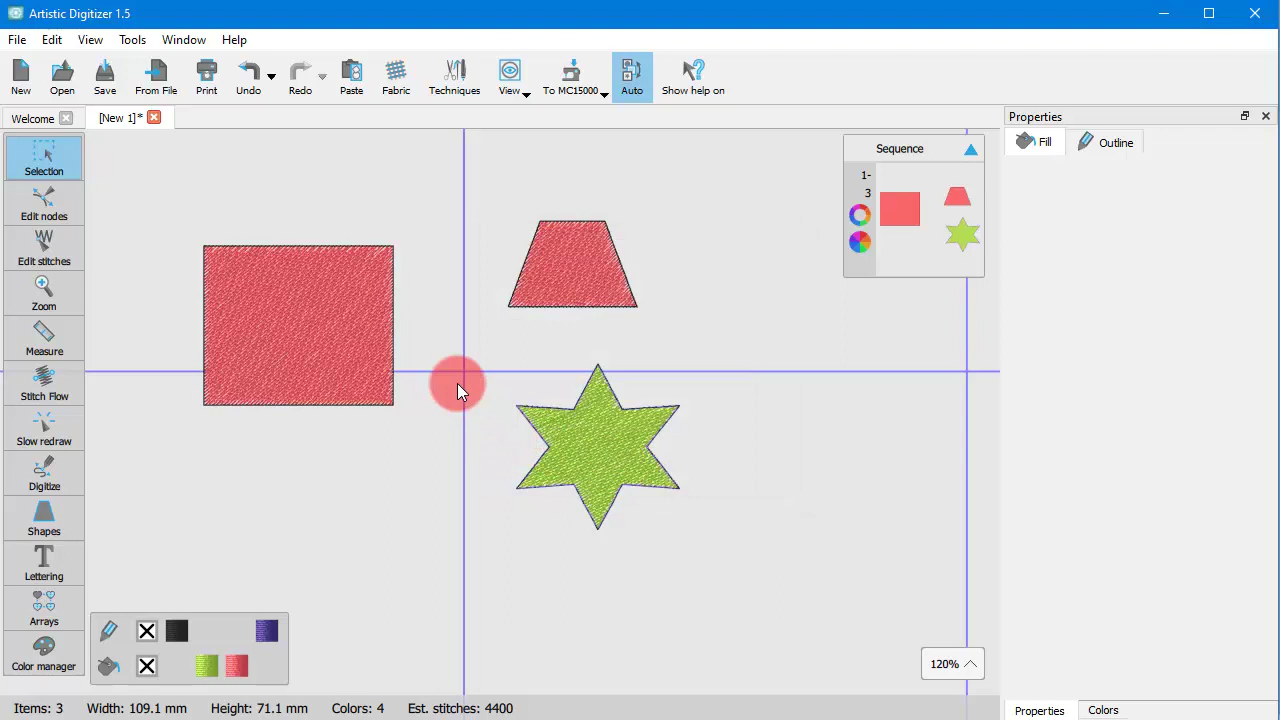 Artistic Digitizer 1.5
File Edit View Tools Window Help
New Open Save From File Print Undo Redo Paste Fabric Techniques View To MC15000 Auto Show help on
Welcome [New 1]*
Properties
Fill Outline
Sequence
1-
3
Selection
Edit nodes
Edit stitches
Zoom
Measure
Stitch Flow
Slow redraw
Digitize
Shapes
Lettering
Arrays
Color manager
120%
Items: 3 Width: 109.1 mm Height: 71.1 mm Colors: 4 Est. stitches: 4400
Properties Colors